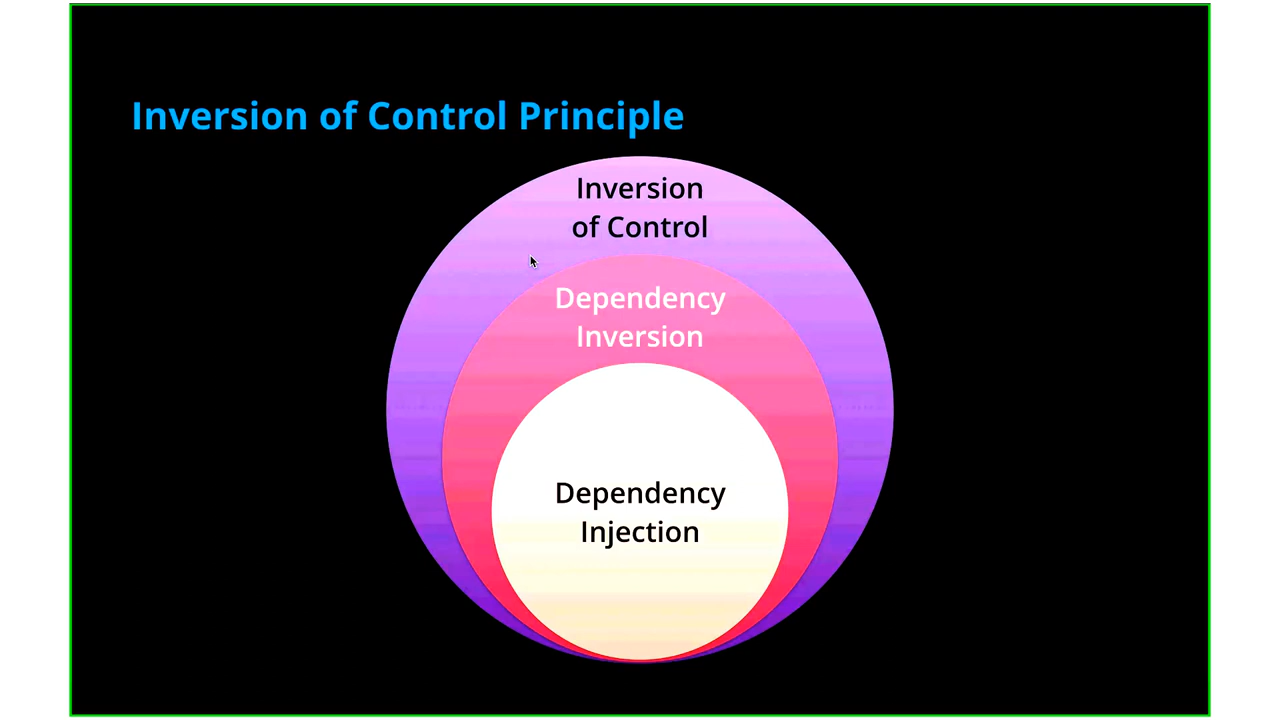 Inversion of Control Principle
Inversion
of Control
Dependency
Inversion
Dependency
Injection